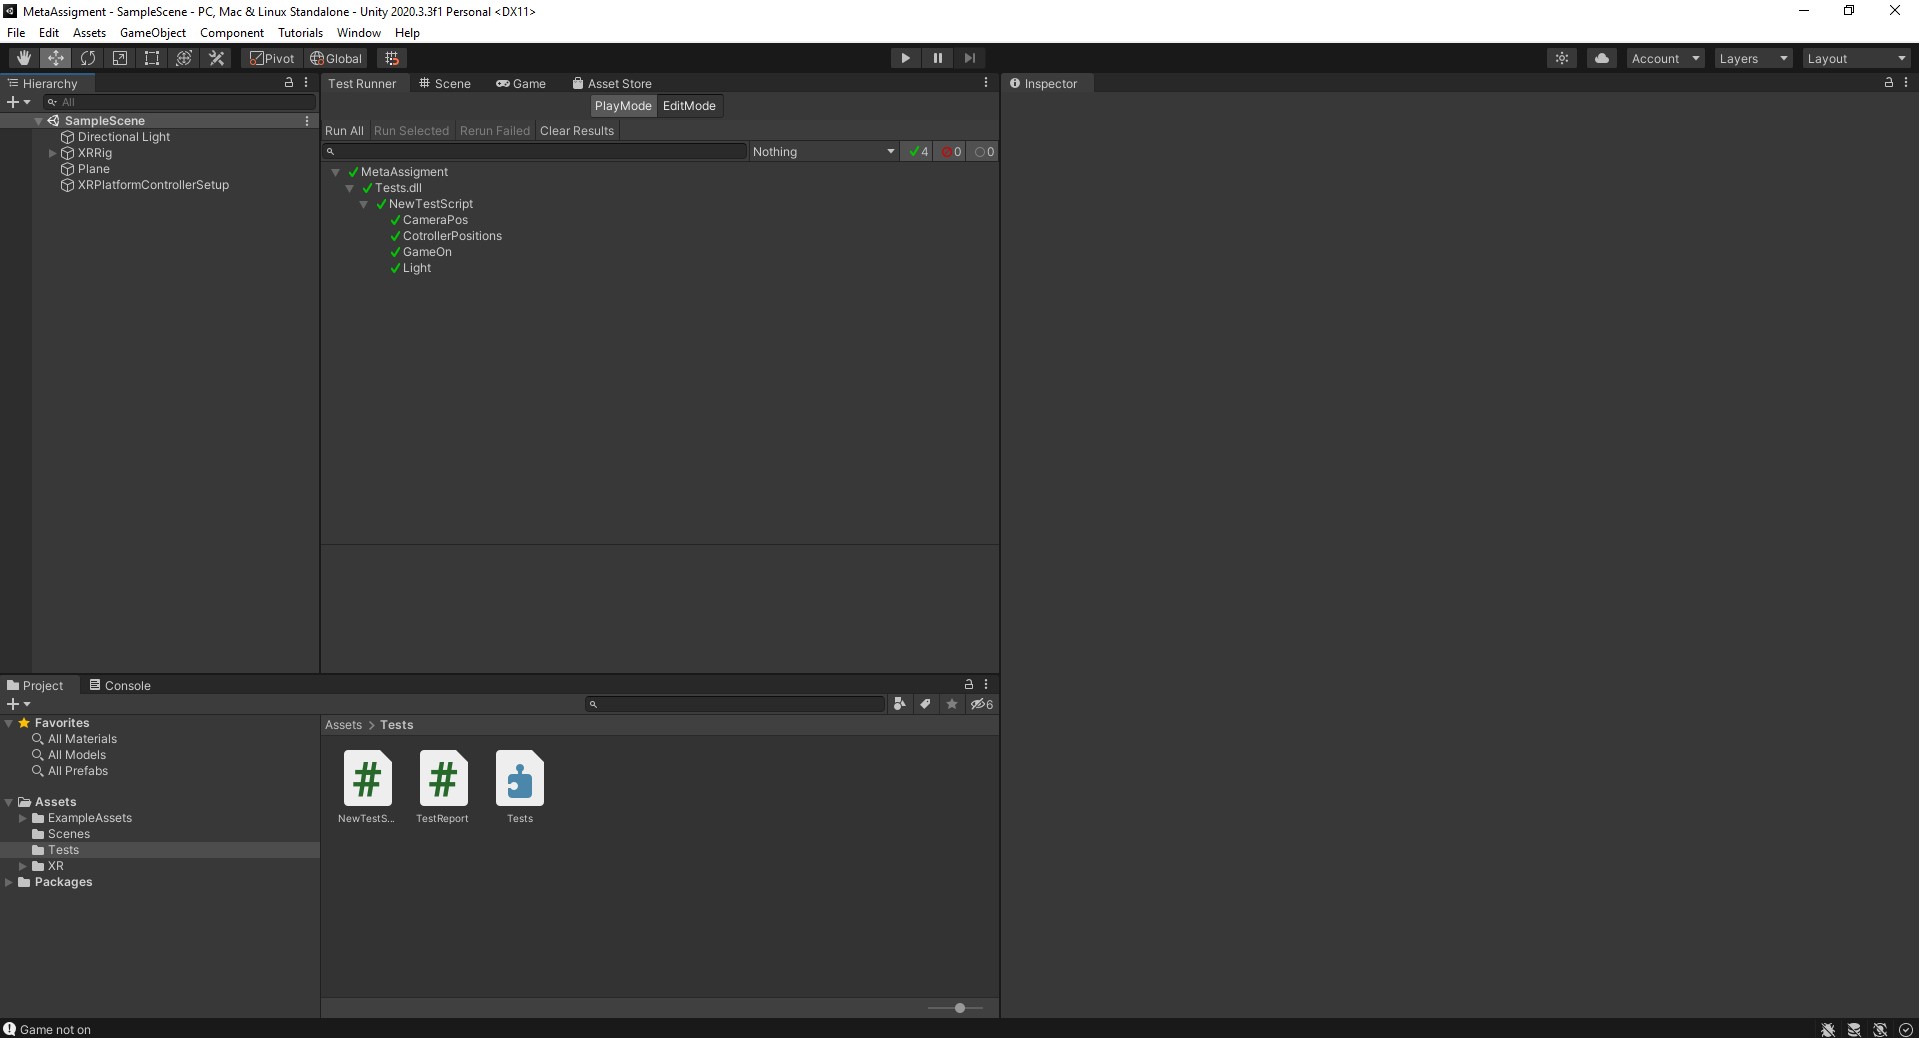 MetaAssigment - SampleScene - PC, Mac & Linux Standalone - Unity 2020.3.3f1 Personal <DX11>
File Edit Assets GameObject Component Tutorials Window Help
Pivot Global Account Layers Layout
Hierarchy
All
SampleScene
Directional Light
XRRig
Plane
XRPlatformControllerSetup
Test Runner Scene Game Asset Store
PlayMode EditMode
Run All Run Selected Rerun Failed Clear Results
Nothing 4 0 0
MetaAssigment
Tests.dll
NewTestScript
CameraPos
CotrollerPositions
GameOn
Light
Inspector
Project Console
6
Favorites
All Materials
All Models
All Prefabs
Assets
ExampleAssets
Scenes
Tests
XR
Packages
Assets > Tests
NewTestS... TestReport Tests
Game not on